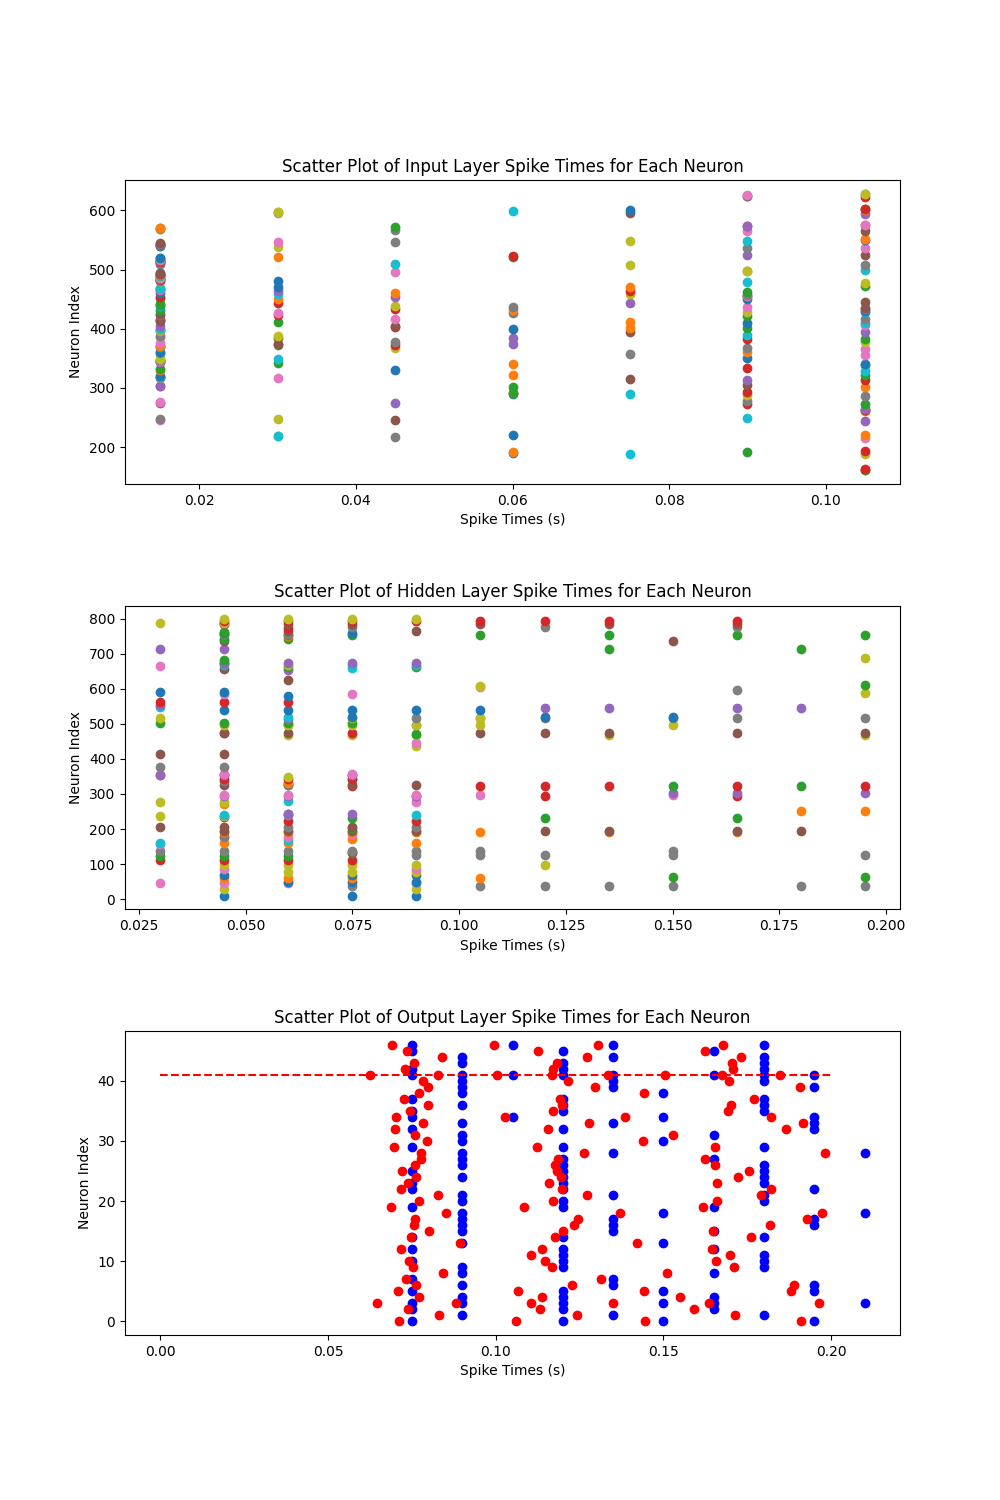 Scatter Plot of Input Layer Spike Times for Each Neuron
600
500
400
300
200
Neuron Index
0.02 0.04 0.06 0.08 0.10
Spike Times (s)
Scatter Plot of Hidden Layer Spike Times for Each Neuron
800
700
600
500
400
300
200
100
0
Neuron Index
0.025 0.050 0.075 0.100 0.125 0.150 0.175 0.200
Spike Times (s)
Scatter Plot of Output Layer Spike Times for Each Neuron
40
30
20
10
0
Neuron Index
0.00 0.05 0.10 0.15 0.20
Spike Times (s)